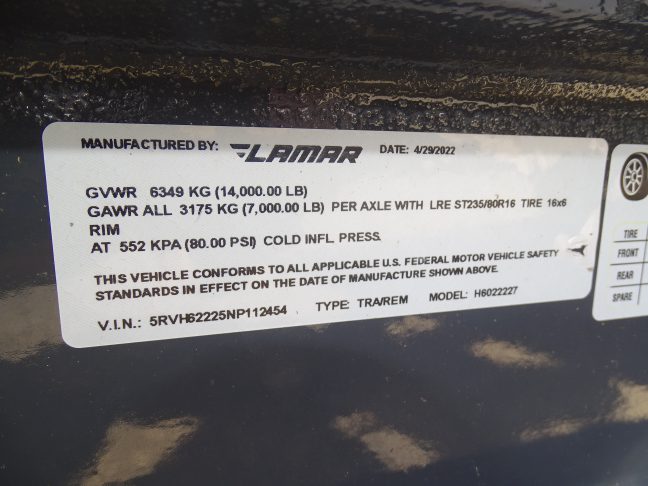 MANUFACTURED BY: LAMAR DATE: 4/29/2022
GVWR 6349 KG (14,000.00 LB)
GAWR ALL 3175 KG (7,000.00 LB) PER AXLE WITH LRE ST235/80R16 TIRE 16x6
RIM
AT 552 KPA (80.00 PSI) COLD INFL. PRESS.
THIS VEHICLE CONFORMS TO ALL APPLICABLE U.S. FEDERAL MOTOR VEHICLE SAFETY
STANDARDS IN EFFECT ON THE DATE OF MANUFACTURE SHOWN ABOVE.
V.I.N.: 5RVH62225NP112454 TYPE: TRA/REM MODEL: H6022227
TIRE
FRONT
REAR
SPARE